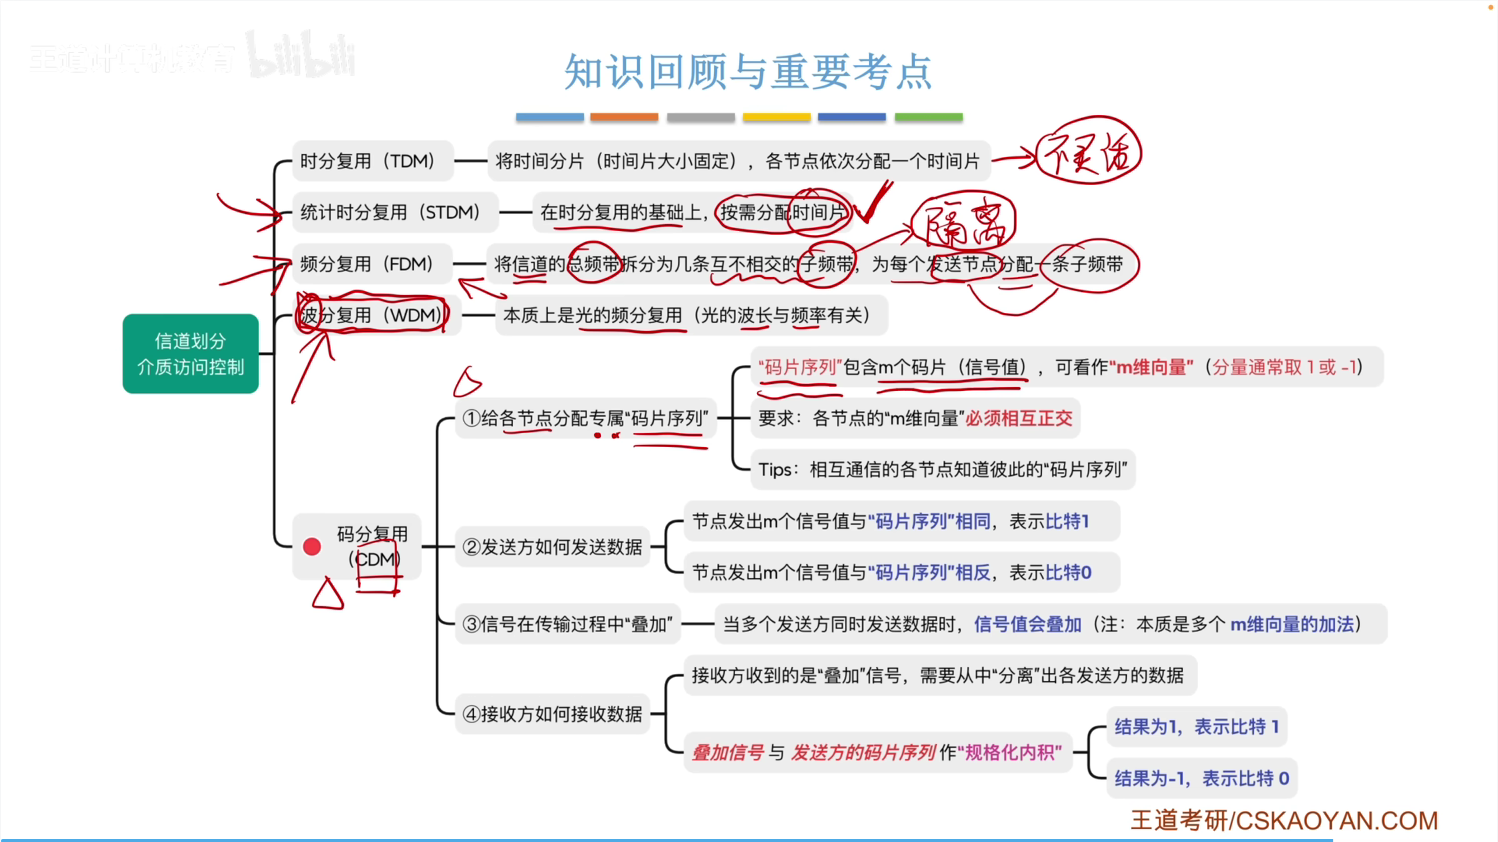 王道计算机教育 bilibili
知识回顾与重要考点
时分复用（TDM）
将时间分片（时间片大小固定），各节点依次分配一个时间片
不灵活
统计时分复用（STDM）
在时分复用的基础上，按需分配时间片
隔离
频分复用（FDM）
将信道的总频带拆分为几条互不相交的子频带，为每个发送节点分配一条子频带
波分复用（WDM）
本质上是光的频分复用（光的波长与频率有关）
信道划分
介质访问控制
①给各节点分配专属“码片序列”
“码片序列”包含m个码片（信号值），可看作“m维向量”（分量通常取 1 或 -1）
要求：各节点的“m维向量”必须相互正交
Tips：相互通信的各节点知道彼此的“码片序列”
码分复用
（CDM）
②发送方如何发送数据
节点发出m个信号值与“码片序列”相同，表示比特1
节点发出m个信号值与“码片序列”相反，表示比特0
③信号在传输过程中“叠加”
当多个发送方同时发送数据时，信号值会叠加（注：本质是多个 m维向量的加法）
④接收方如何接收数据
接收方收到的是“叠加”信号，需要从中“分离”出各发送方的数据
叠加信号 与 发送方的码片序列 作“规格化内积”
结果为1，表示比特 1
结果为-1，表示比特 0
王道考研/CSKAOYAN.COM